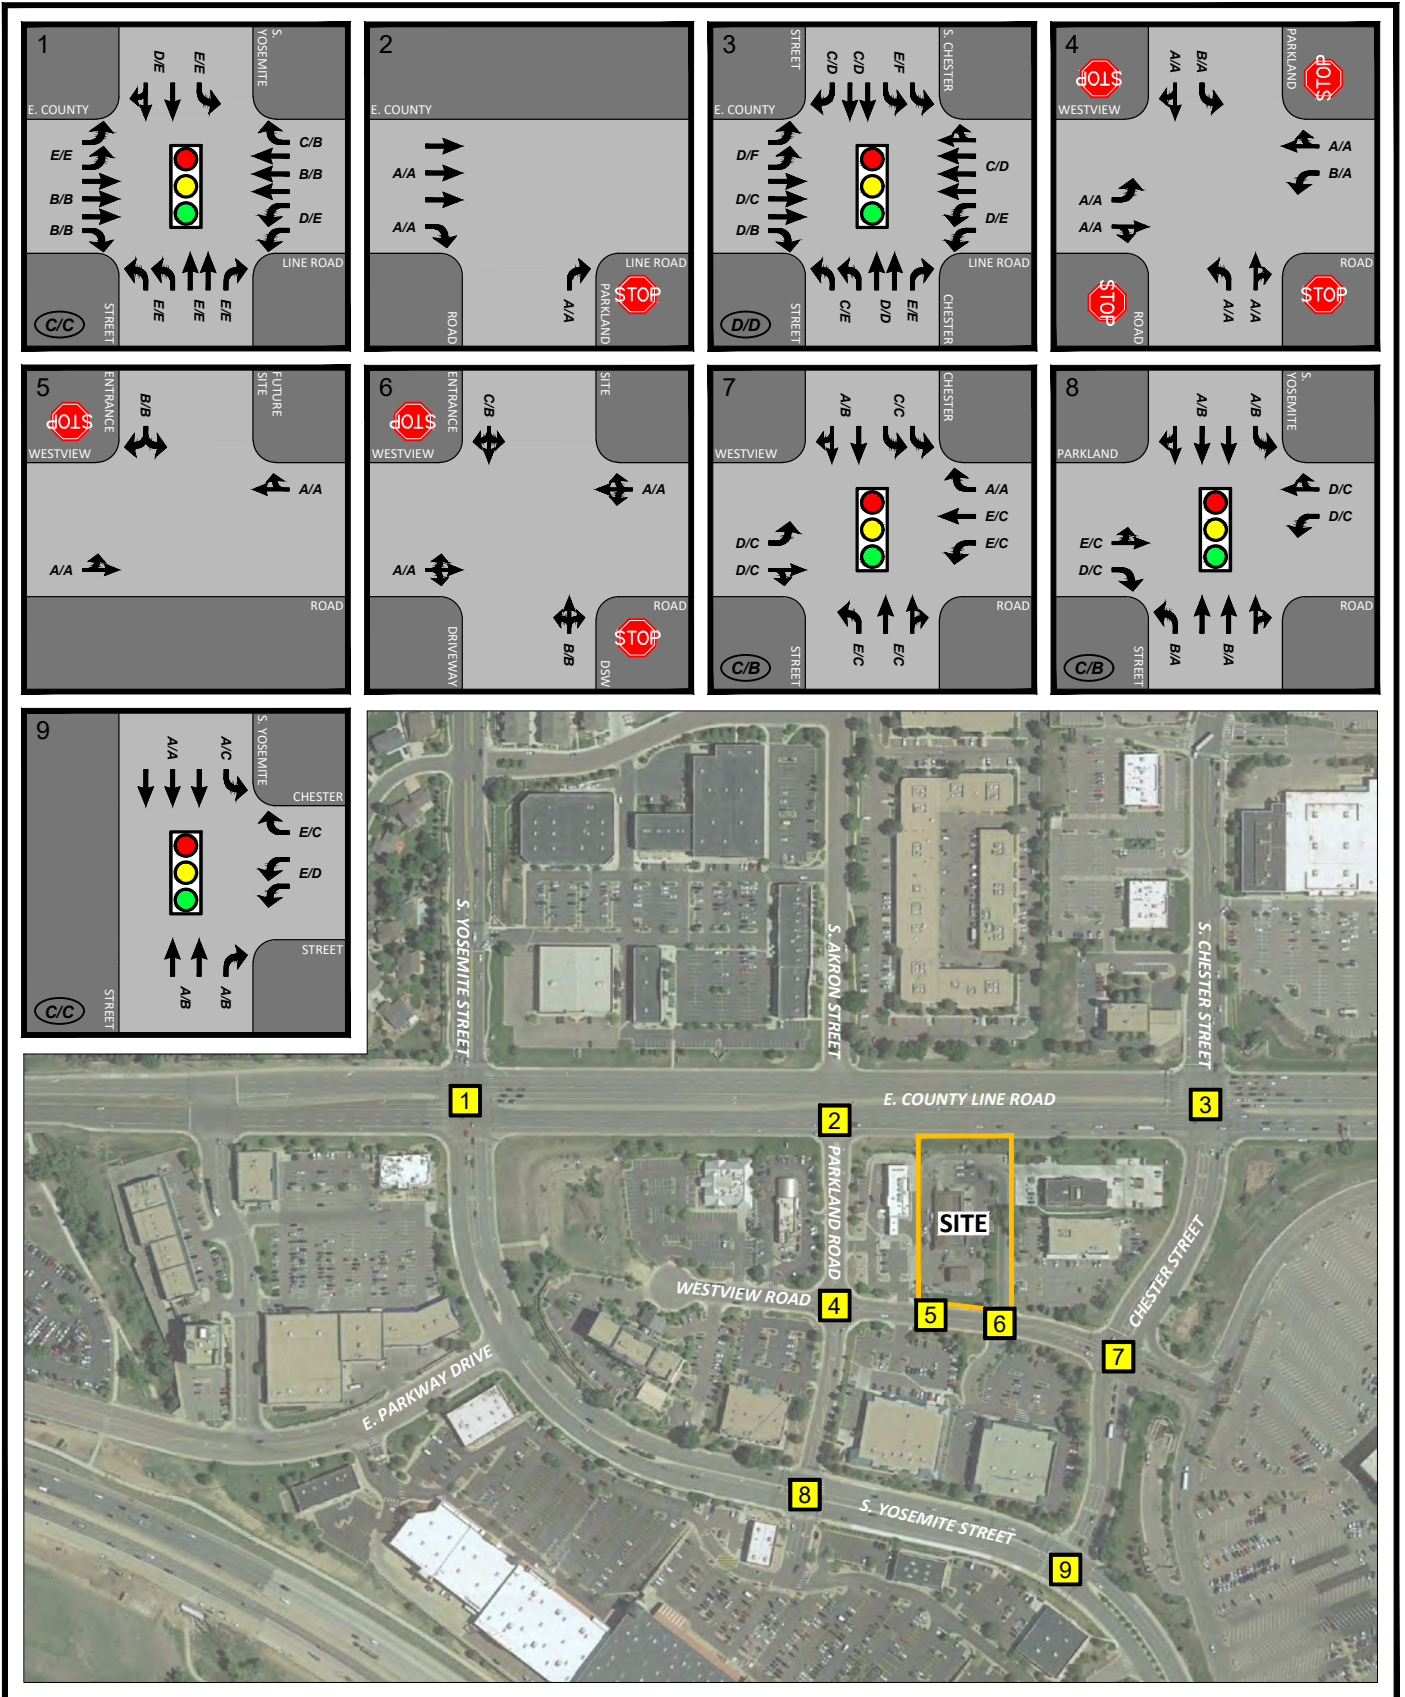 1
S. YOSEMITE
D/E
E/E
E. COUNTY
E/E
B/B
B/B
C/B
B/B
D/E
LINE ROAD
STREET
E/E
E/E
E/E
C/C
2
E. COUNTY
A/A
A/A
LINE ROAD
ROAD
PARKLAND
STOP
A/A
3
STREET
S. CHESTER
C/D
C/D
E/F
E. COUNTY
D/F
D/C
D/B
C/D
D/E
LINE ROAD
STREET
CHESTER
C/E
D/D
E/E
D/D
4
STOP
PARKLAND
STOP
WESTVIEW
A/A
B/A
A/A
B/A
A/A
A/A
ROAD
STOP
ROAD
STOP
A/A
A/A
5
ENTRANCE
FUTURE SITE
STOP
B/B
WESTVIEW
A/A
A/A
ROAD
6
ENTRANCE
SITE
STOP
C/B
WESTVIEW
A/A
A/A
ROAD
DRIVEWAY
DSW
STOP
B/B
7
CHESTER
A/B
C/C
WESTVIEW
A/A
E/C
E/C
D/C
D/C
ROAD
STREET
E/C
E/C
C/B
8
S. YOSEMITE
A/B
A/B
PARKLAND
D/C
D/C
E/C
D/C
ROAD
STREET
B/A
B/A
C/B
9
S. YOSEMITE
A/A
A/C
CHESTER
E/C
E/D
STREET
STREET
A/B
A/B
C/C
S. YOSEMITE STREET
S. AKRON STREET
S. CHESTER STREET
1
2
E. COUNTY LINE ROAD
3
PARKLAND ROAD
SITE
CHESTER STREET
WESTVIEW ROAD
4
5
6
7
E. PARKWAY DRIVE
8
S. YOSEMITE STREET
9